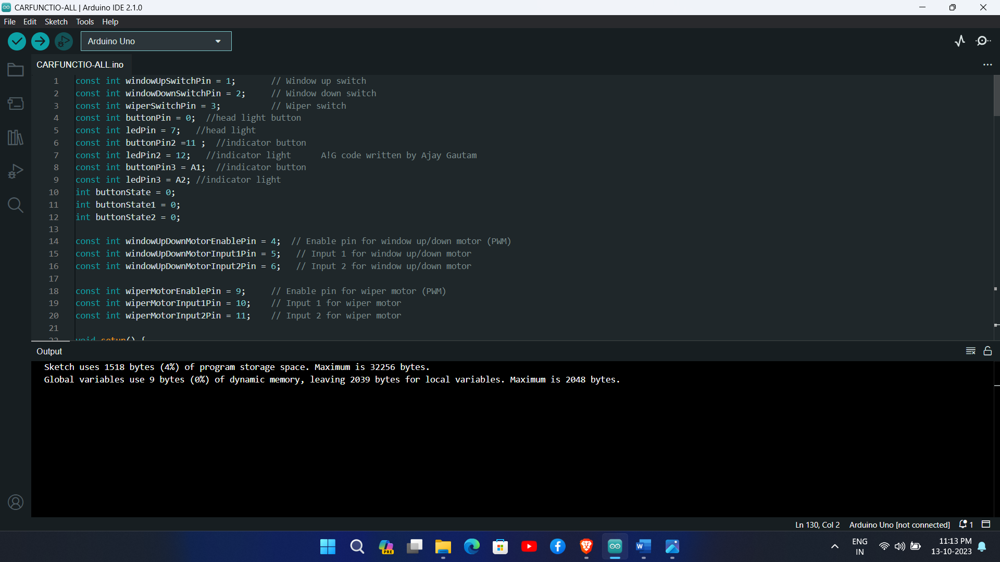 CARFUNCTIO-ALL | Arduino IDE 2.1.0
File Edit Sketch Tools Help
Arduino Uno
CARFUNCTIO-ALL.ino
1 const int windowUpSwitchPin = 1; // Window up switch
2 const int windowDownSwitchPin = 2; // Window down switch
3 const int wiperSwitchPin = 3; // Wiper switch
4 const int buttonPin = 0; //head light button
5 const int ledPin = 7; //head light
6 const int buttonPin2 =11 ; //indicator button
7 const int ledPin2 = 12; //indicator light A!G code written by Ajay Gautam
8 const int buttonPin3 = A1; //indicator button
9 const int ledPin3 = A2; //indicator light
10 int buttonState = 0;
11 int buttonState1 = 0;
12 int buttonState2 = 0;
13
14 const int windowUpDownMotorEnablePin = 4; // Enable pin for window up/down motor (PWM)
15 const int windowUpDownMotorInput1Pin = 5; // Input 1 for window up/down motor
16 const int windowUpDownMotorInput2Pin = 6; // Input 2 for window up/down motor
17
18 const int wiperMotorEnablePin = 9; // Enable pin for wiper motor (PWM)
19 const int wiperMotorInput1Pin = 10; // Input 1 for wiper motor
20 const int wiperMotorInput2Pin = 11; // Input 2 for wiper motor
21
22 void setup() {
Output
Sketch uses 1518 bytes (4%) of program storage space. Maximum is 32256 bytes.
Global variables use 9 bytes (0%) of dynamic memory, leaving 2039 bytes for local variables. Maximum is 2048 bytes.
Ln 130, Col 2 Arduino Uno [not connected] 1
PRE
W
ENG
IN
11:13 PM
13-10-2023